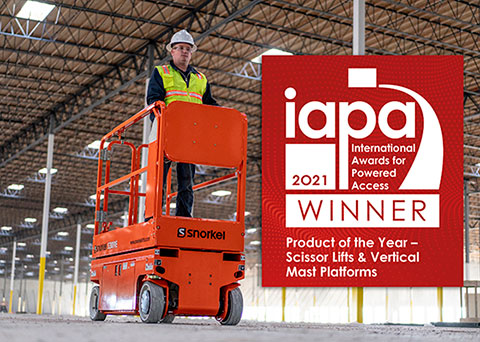 snorkel
iapa
International
Awards for
Powered
Access
2021
WINNER
Product of the Year –
Scissor Lifts & Vertical
Mast Platforms